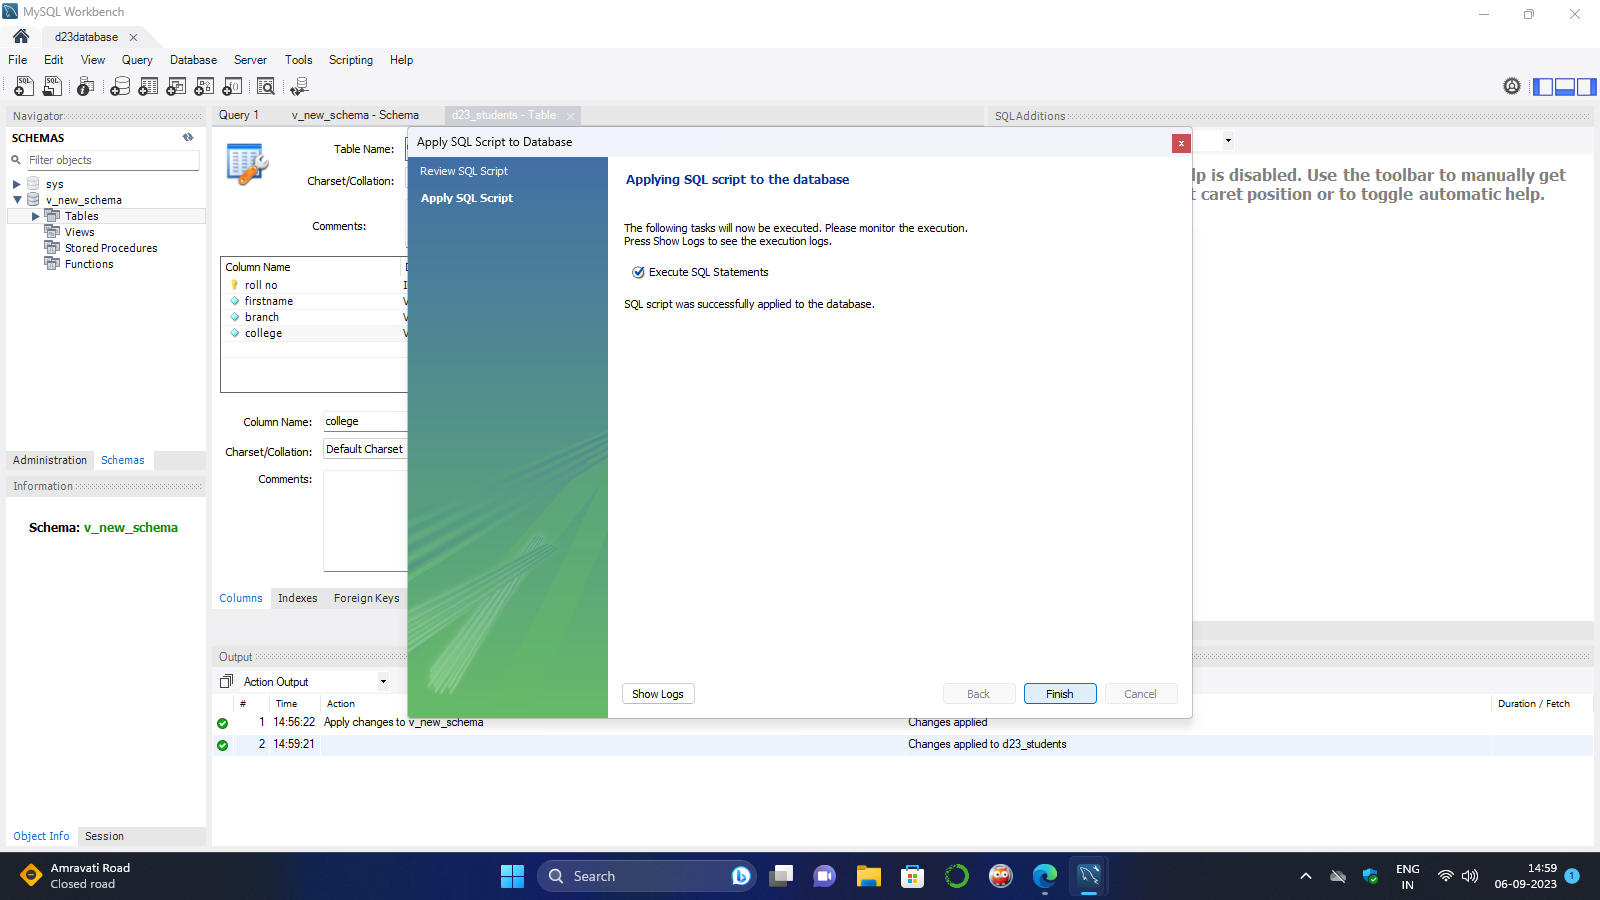 MySQL Workbench
d23database
File Edit View Query Database Server Tools Scripting Help
Navigator
SCHEMAS
Filter objects
sys
v_new_schema
Tables
Views
Stored Procedures
Functions
Administration Schemas
Information
Schema: v_new_schema
Object Info Session
Query 1 v_new_schema - Schema d23_students - Table
Table Name:
Charset/Collation:
Comments:
Column Name
roll no
firstname
branch
college
Column Name: college
Charset/Collation: Default Charset
Comments:
Columns Indexes Foreign Keys
Apply SQL Script to Database
Review SQL Script
Apply SQL Script
Applying SQL script to the database
The following tasks will now be executed. Please monitor the execution.
Press Show Logs to see the execution logs.
Execute SQL Statements
SQL script was successfully applied to the database.
Show Logs Back Finish Cancel
SQLAdditions
is disabled. Use the toolbar to manually get
caret position or to toggle automatic help.
Output
Action Output
# Time Action Duration / Fetch
1 14:56:22 Apply changes to v_new_schema Changes applied
2 14:59:21 Changes applied to d23_students
Amravati Road
Closed road
Search
ENG
IN
14:59
06-09-2023
1